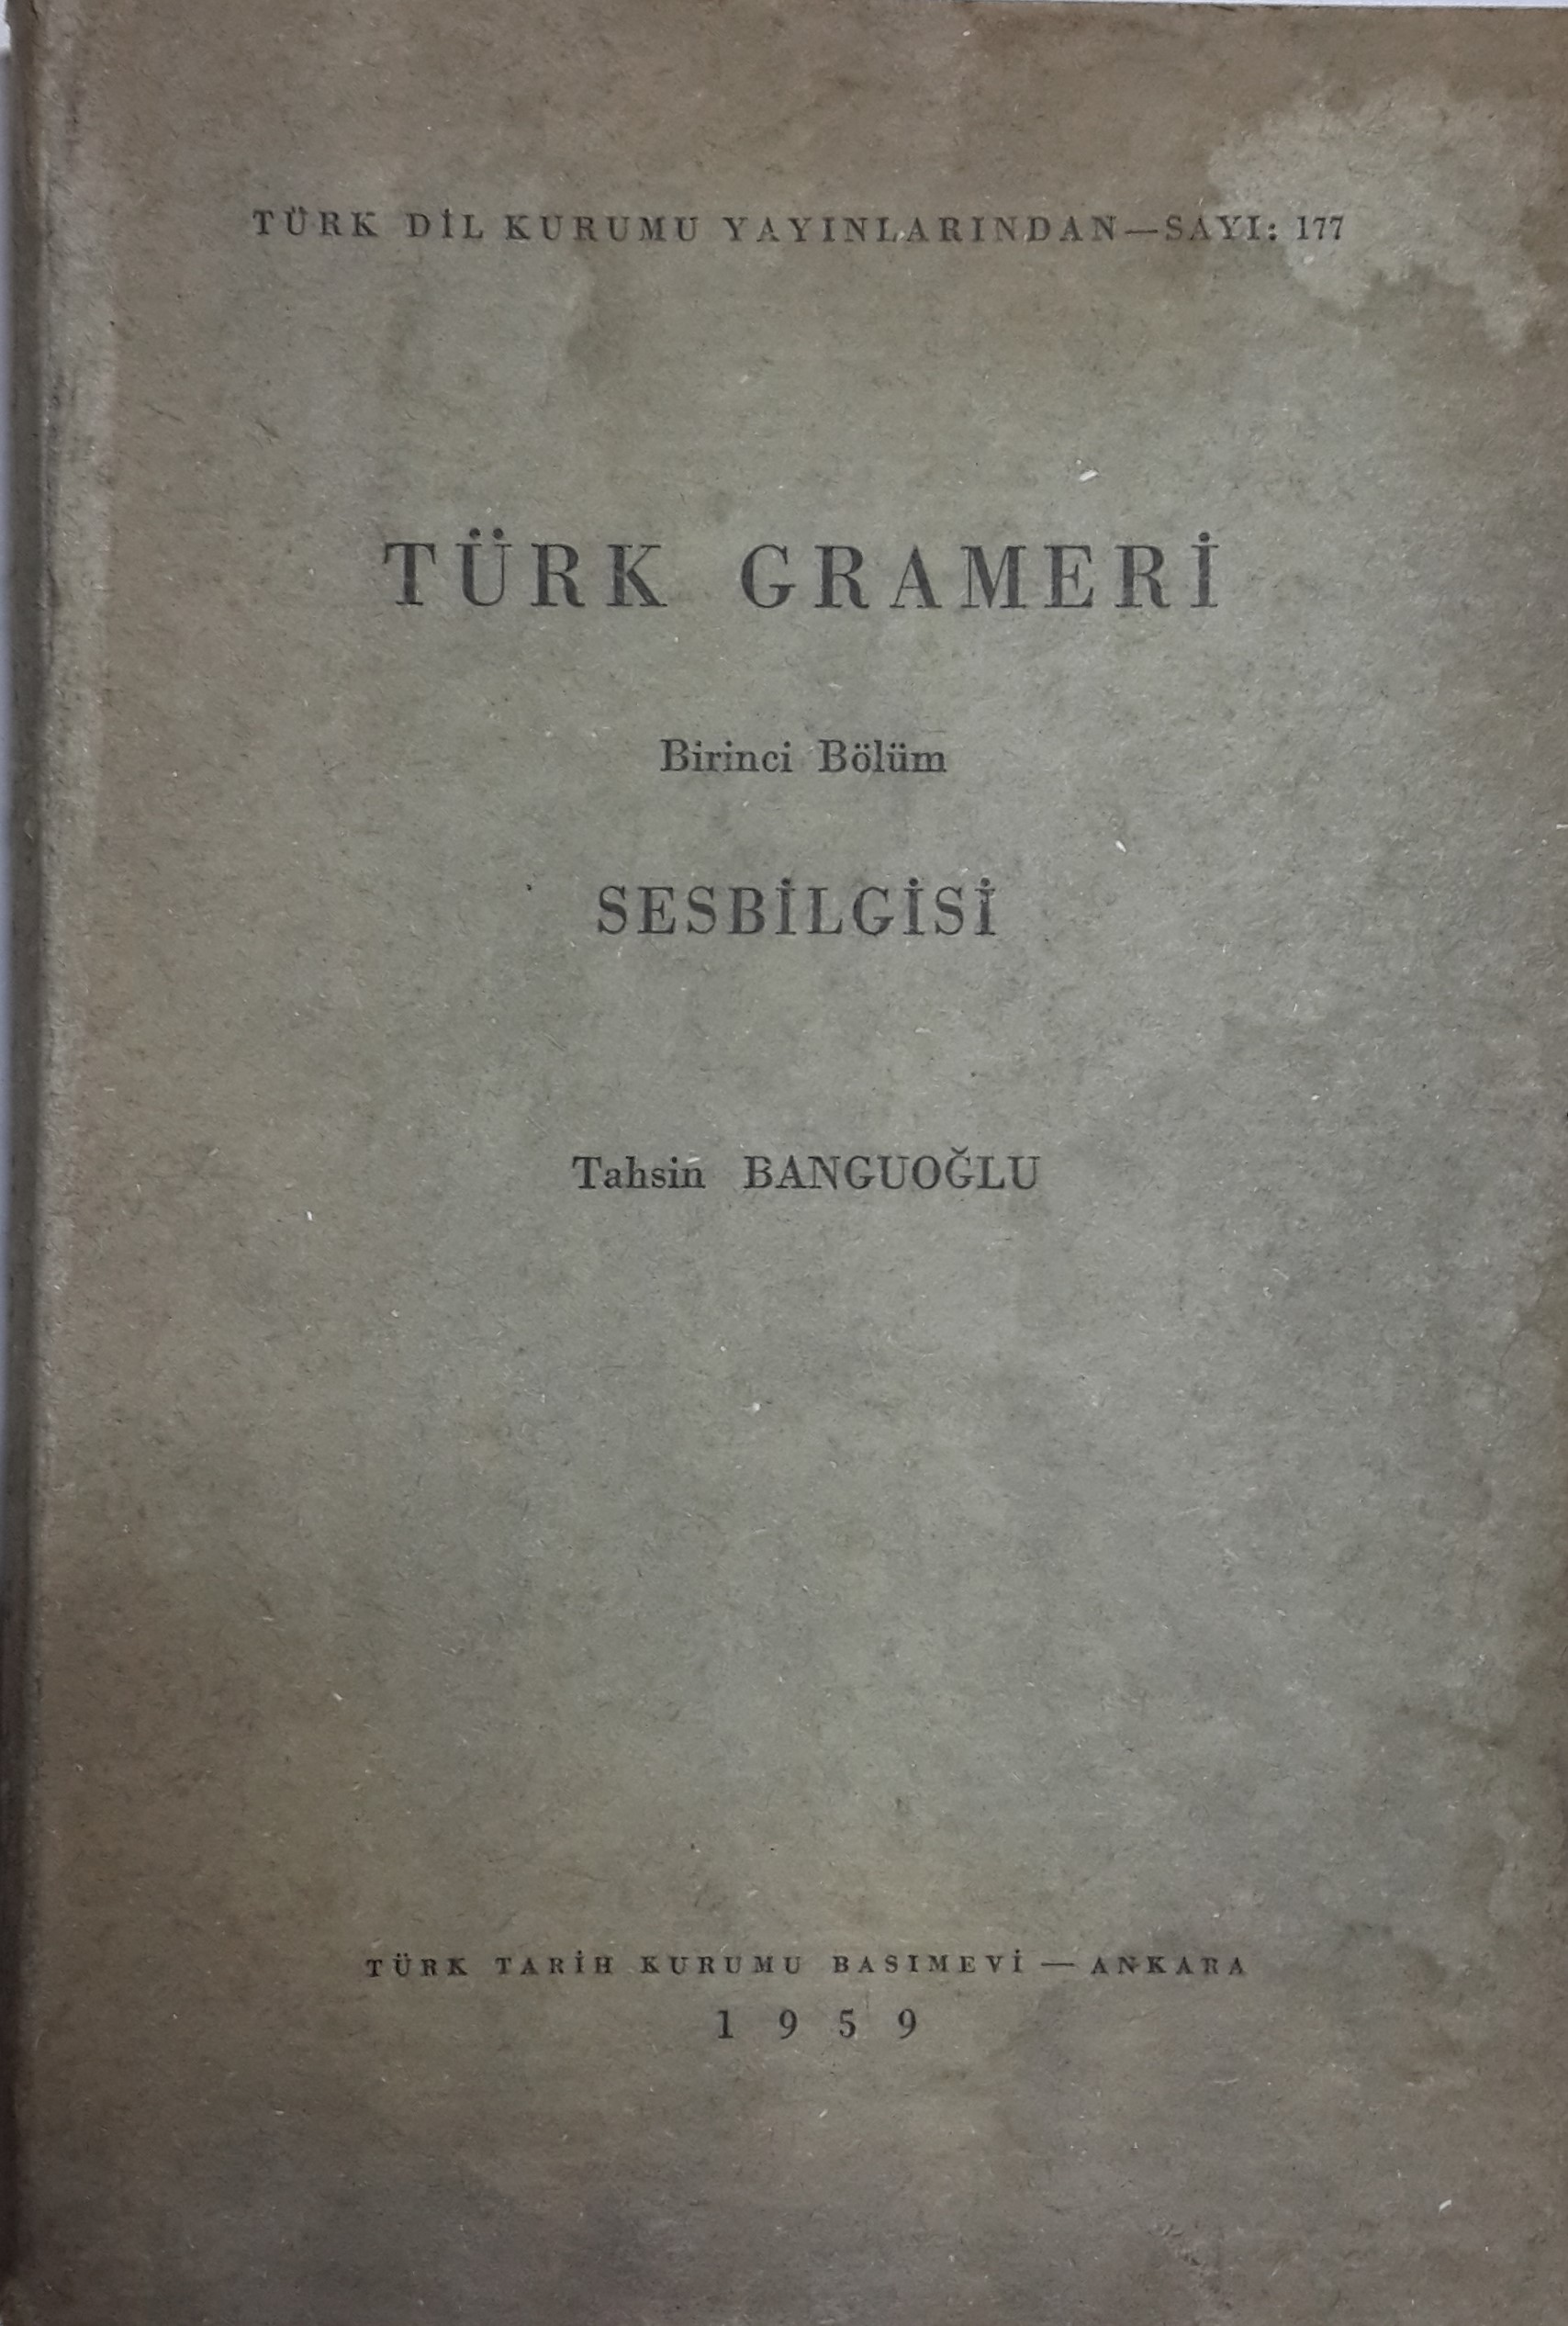 TÜRK DİL KURUMU YAYINLARINDAN—SAYI: 177
TÜRK GRAMERİ
Birinci Bölüm
SESBİLGİSİ
Tahsin BANGUOĞLU
TÜRK TARİH KURUMU BASIMEVİ — ANKARA
1959